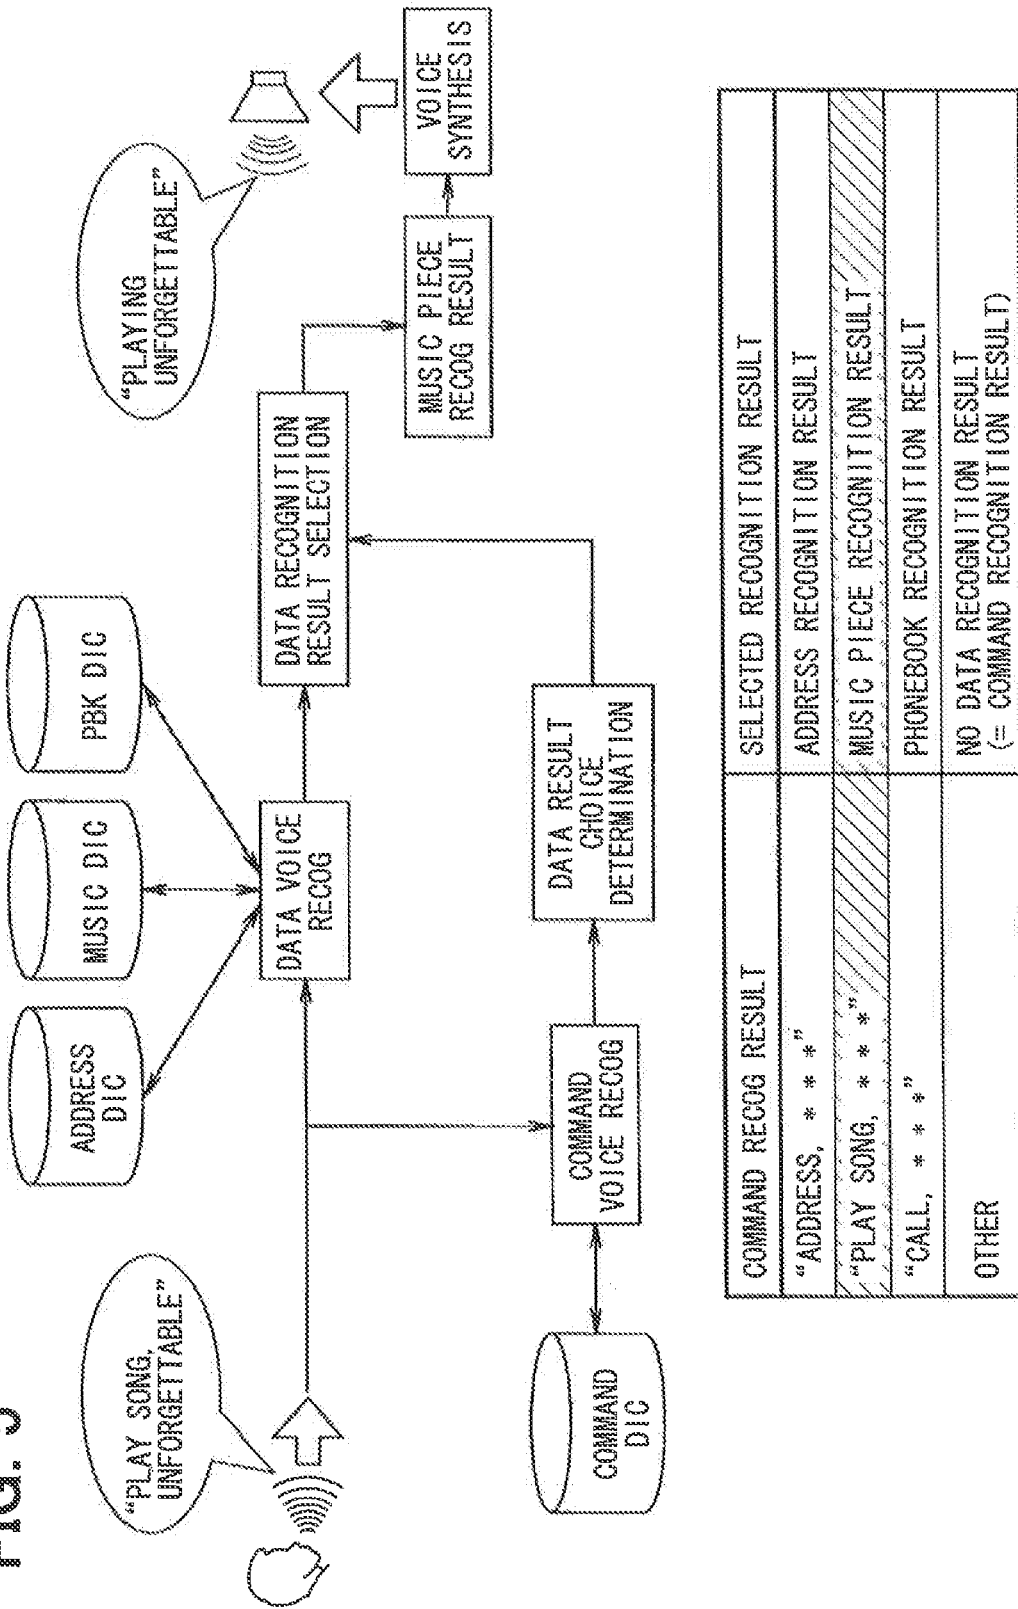 "PLAY SONG,
UNFORGETTABLE"
ADDRESS
DIC
MUSIC DIC
PBK DIC
"PLAYING
UNFORGETTABLE"
DATA VOICE
RECOG
DATA RECOGNITION
RESULT SELECTION
MUSIC PIECE
RECOG RESULT
VOICE
SYNTHESIS
COMMAND
DIC
COMMAND
VOICE RECOG
DATA RESULT
CHOICE
DETERMINATION
COMMAND RECOG RESULT
SELECTED RECOGNITION RESULT
"ADDRESS, * * *"
ADDRESS RECOGNITION RESULT
"PLAY SONG, * * *"
MUSIC PIECE RECOGNITION RESULT
"CALL, * * *"
PHONEBOOK RECOGNITION RESULT
OTHER
NO DATA RECOGNITION RESULT
(= COMMAND RECOGNITION RESULT)